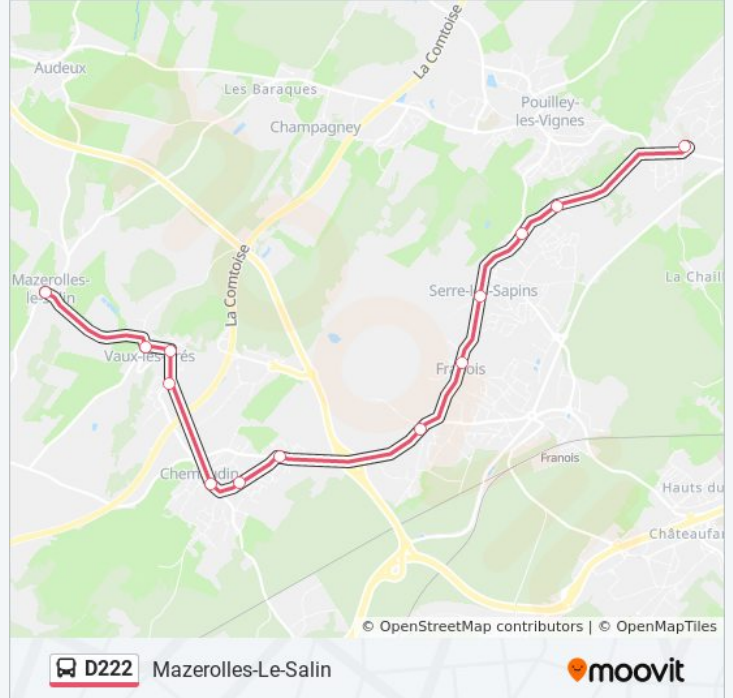 La Comtoise
Audeux
Les Baraques
Pouilley-
les-Vignes
Champagney
La Comtoise
Mazerolles-
le-Salin
La Chaill
Serre-les-Sapins
Vaux-les-Prés
Franois
Chemaudin
Franois
Hauts du
Châteaufar
© OpenStreetMap contributors | © OpenMapTiles
D222 Mazerolles-Le-Salin
moovit